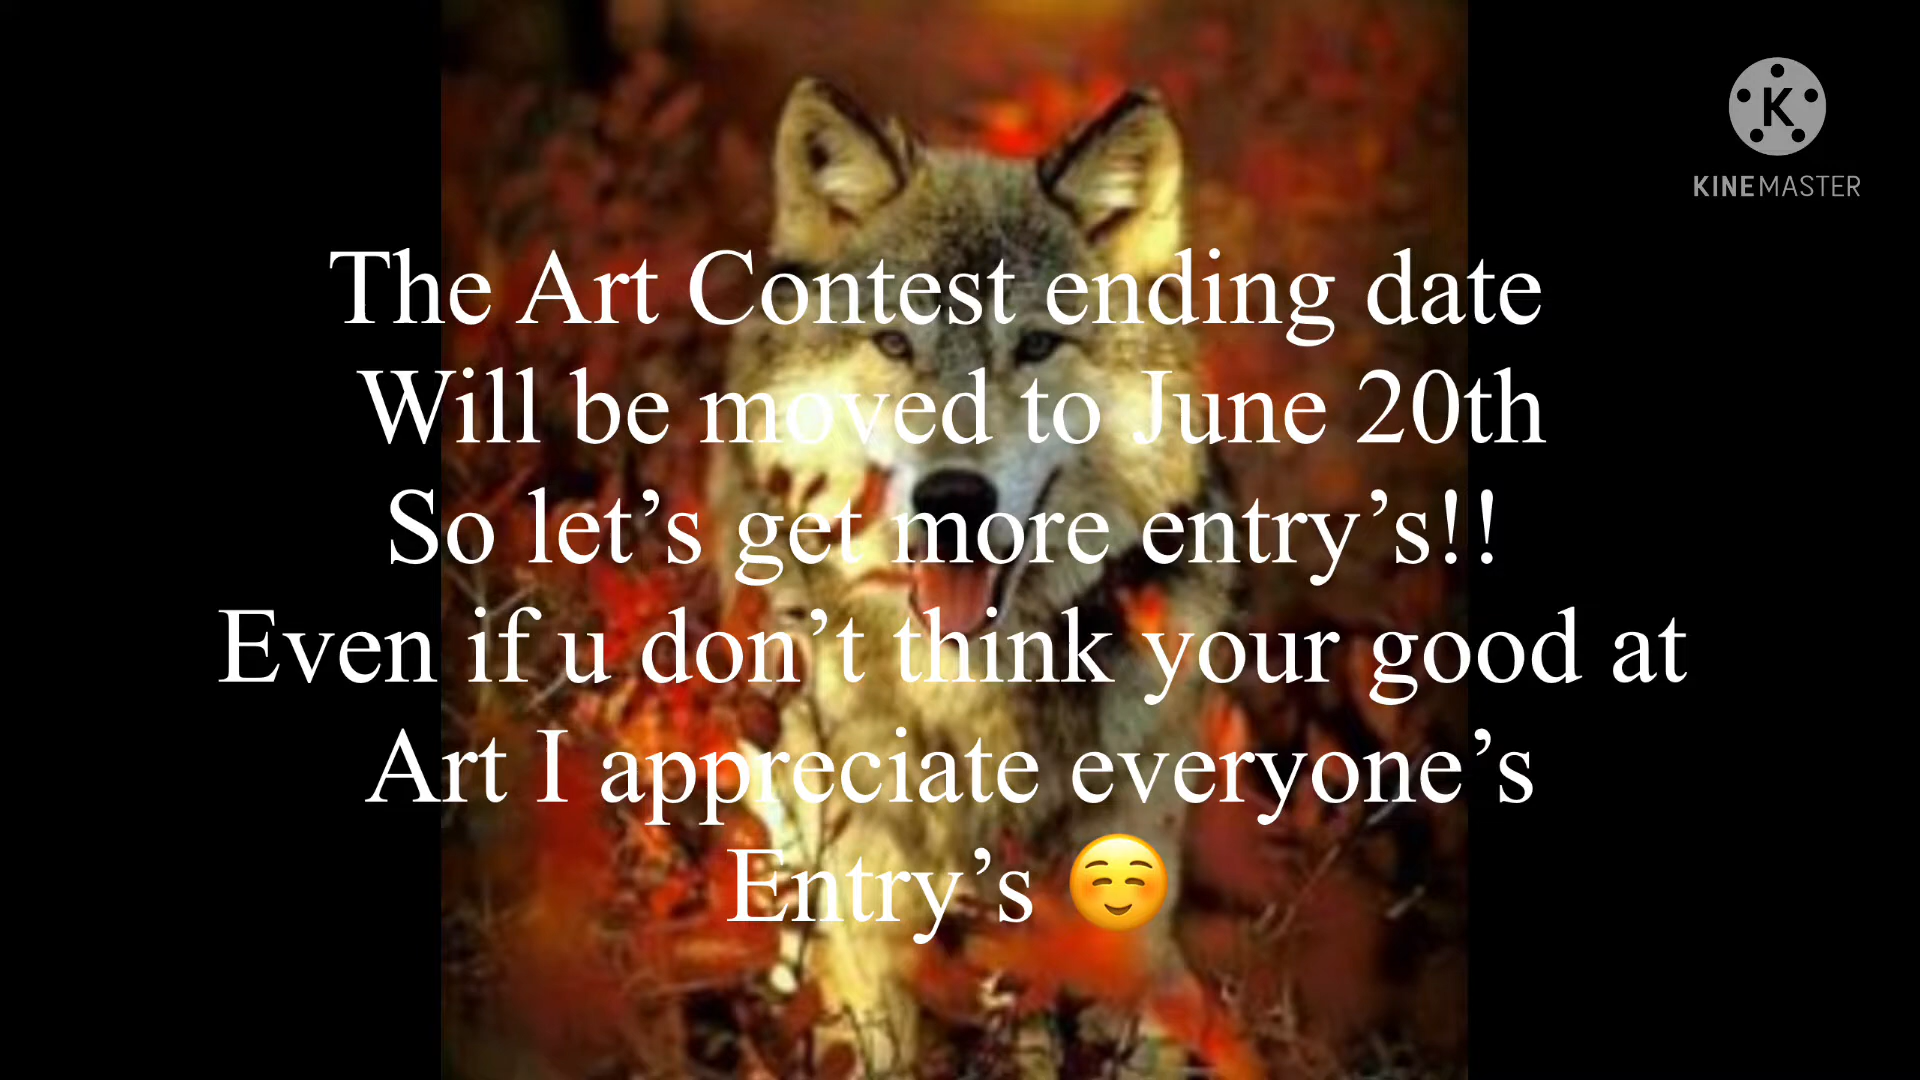 K
KINEMASTER
The Art Contest ending date
Will be moved to June 20th
So let’s get more entry’s!!
Even if u don’t think your good at
Art I appreciate everyone’s
Entry’s ☺️